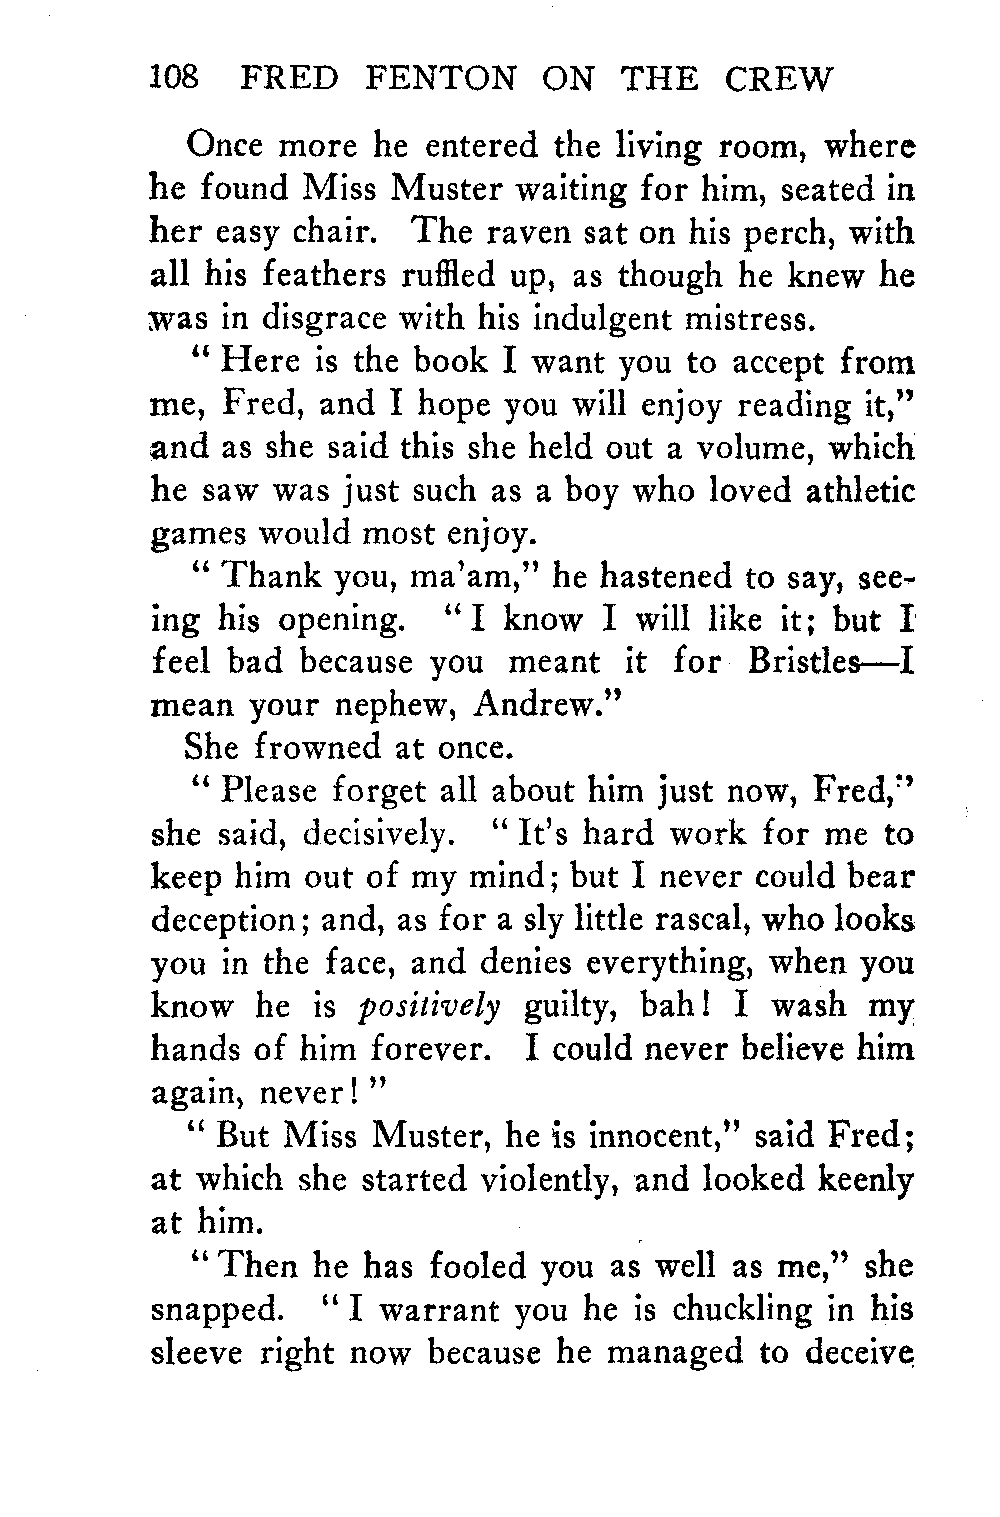 108 FRED FENTON ON THE CREW
Once more he entered the living room, where
he found Miss Muster waiting for him, seated in
her easy chair. The raven sat on his perch, with
all his feathers ruffled up, as though he knew he
was in disgrace with his indulgent mistress.
“ Here is the book I want you to accept from
me, Fred, and I hope you will enjoy reading it,”
and as she said this she held out a volume, which
he saw was just such as a boy who loved athletic
games would most enjoy.
“ Thank you, ma’am,” he hastened to say, see-
ing his opening. “ I know I will like it; but I
feel bad because you meant it for Bristles—I
mean your nephew, Andrew.”
She frowned at once.
“ Please forget all about him just now, Fred,”
she said, decisively. “ It’s hard work for me to
keep him out of my mind; but I never could bear
deception; and, as for a sly little rascal, who looks
you in the face, and denies everything, when you
know he is positively guilty, bah! I wash my
hands of him forever. I could never believe him
again, never! ”
“ But Miss Muster, he is innocent,” said Fred;
at which she started violently, and looked keenly
at him.
“ Then he has fooled you as well as me,” she
snapped. “ I warrant you he is chuckling in his
sleeve right now because he managed to deceive